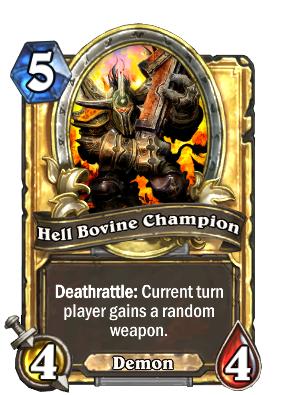 5
Hell Bovine Champion
Deathrattle: Current turn
player gains a random
weapon.
4
Demon
4